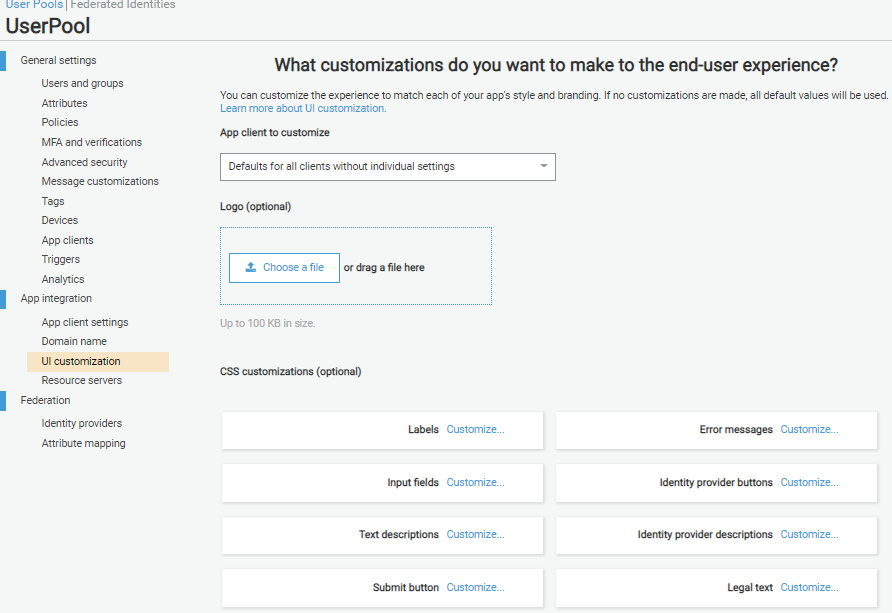 User Pools | Federated Identities
UserPool
General settings
Users and groups
Attributes
Policies
MFA and verifications
Advanced security
Message customizations
Tags
Devices
App clients
Triggers
Analytics
App integration
App client settings
Domain name
UI customization
Resource servers
Federation
Identity providers
Attribute mapping
What customizations do you want to make to the end-user experience?
You can customize the experience to match each of your app's style and branding. If no customizations are made, all default values will be used.
Learn more about UI customization.
App client to customize
Defaults for all clients without individual settings
Logo (optional)
Choose a file or drag a file here
Up to 100 KB in size.
CSS customizations (optional)
Labels Customize...
Error messages Customize...
Input fields Customize...
Identity provider buttons Customize...
Text descriptions Customize...
Identity provider descriptions Customize...
Submit button Customize...
Legal text Customize...